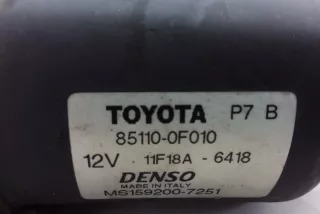 TOYOTA P7 B
85110-0F010
12V · 11F18A - 6418
DENSO
MADE IN ITALY
MS159200-7251